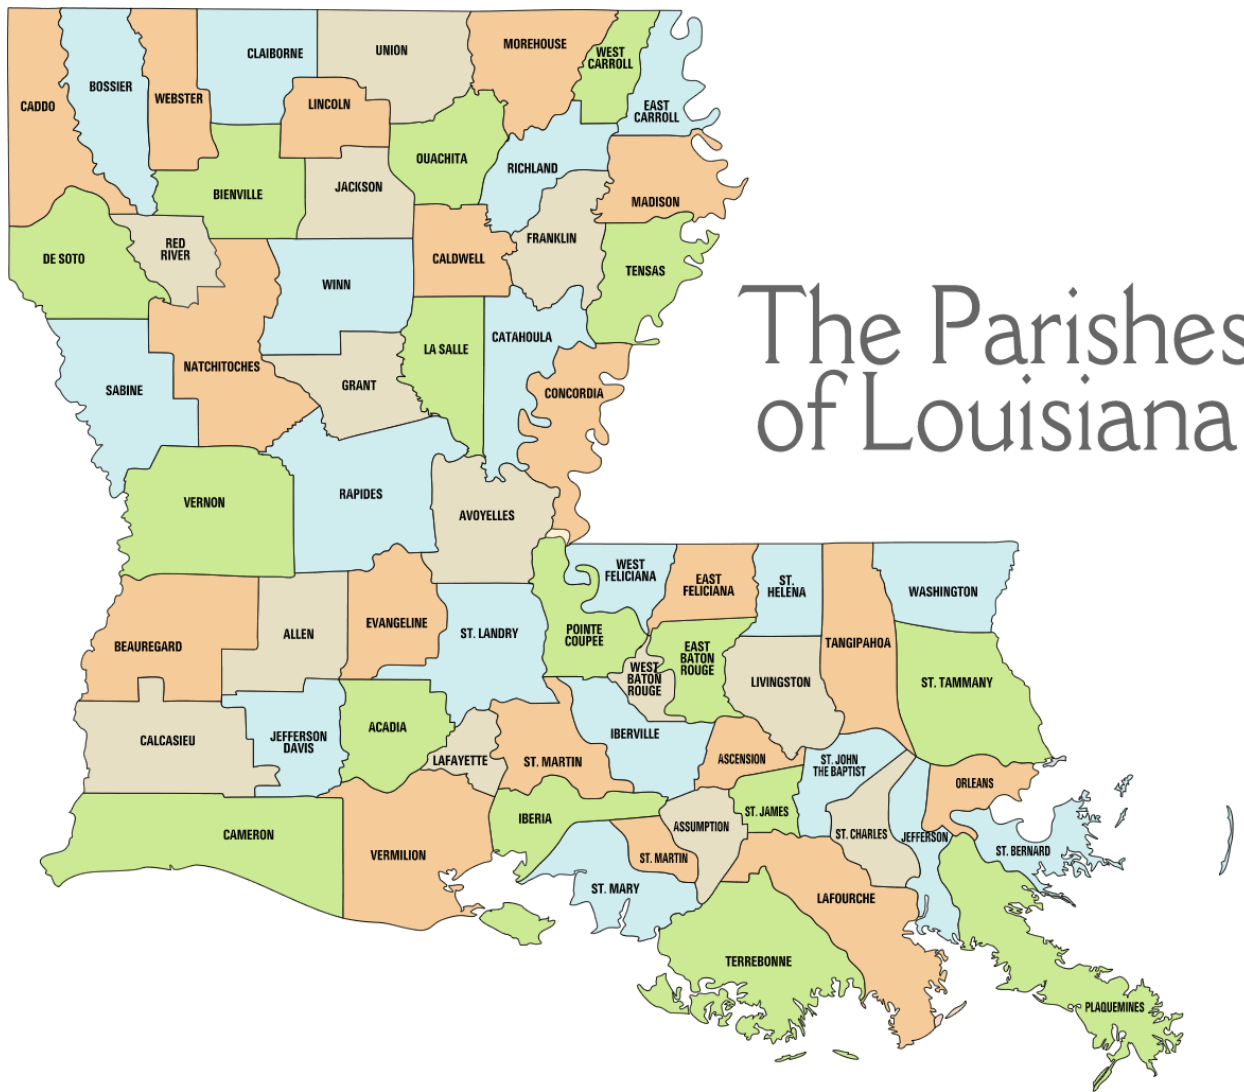 MOREHOUSE
UNION
WEST
CARROLL
CLAIBORNE
BOSSIER
WEBSTER
CADDO
LINCOLN
EAST
CARROLL
OUACHITA
RICHLAND
JACKSON
BIENVILLE
MADISON
FRANKLIN
RED
RIVER
DE SOTO
CALDWELL
TENSAS
WINN
The Parishes
of Louisiana
CATAHOULA
LA SALLE
NATCHITOCHES
GRANT
SABINE
CONCORDIA
RAPIDES
VERNON
AVOYELLES
WEST
FELICIANA
EAST
FELICIANA
ST.
HELENA
WASHINGTON
EVANGELINE
ALLEN
ST. LANDRY
POINTE
COUPEE
BEAUREGARD
TANGIPAHOA
EAST
BATON
ROUGE
WEST
BATON
ROUGE
LIVINGSTON
ST. TAMMANY
ACADIA
CALCASIEU
JEFFERSON
DAVIS
IBERVILLE
LAFAYETTE
ST. MARTIN
ASCENSION
ST. JOHN
THE BAPTIST
ORLEANS
ST. JAMES
IBERIA
ASSUMPTION
CAMERON
ST. CHARLES
JEFFERSON
ST. BERNARD
VERMILION
ST. MARTIN
ST. MARY
LAFOURCHE
TERREBONNE
PLAQUEMINES